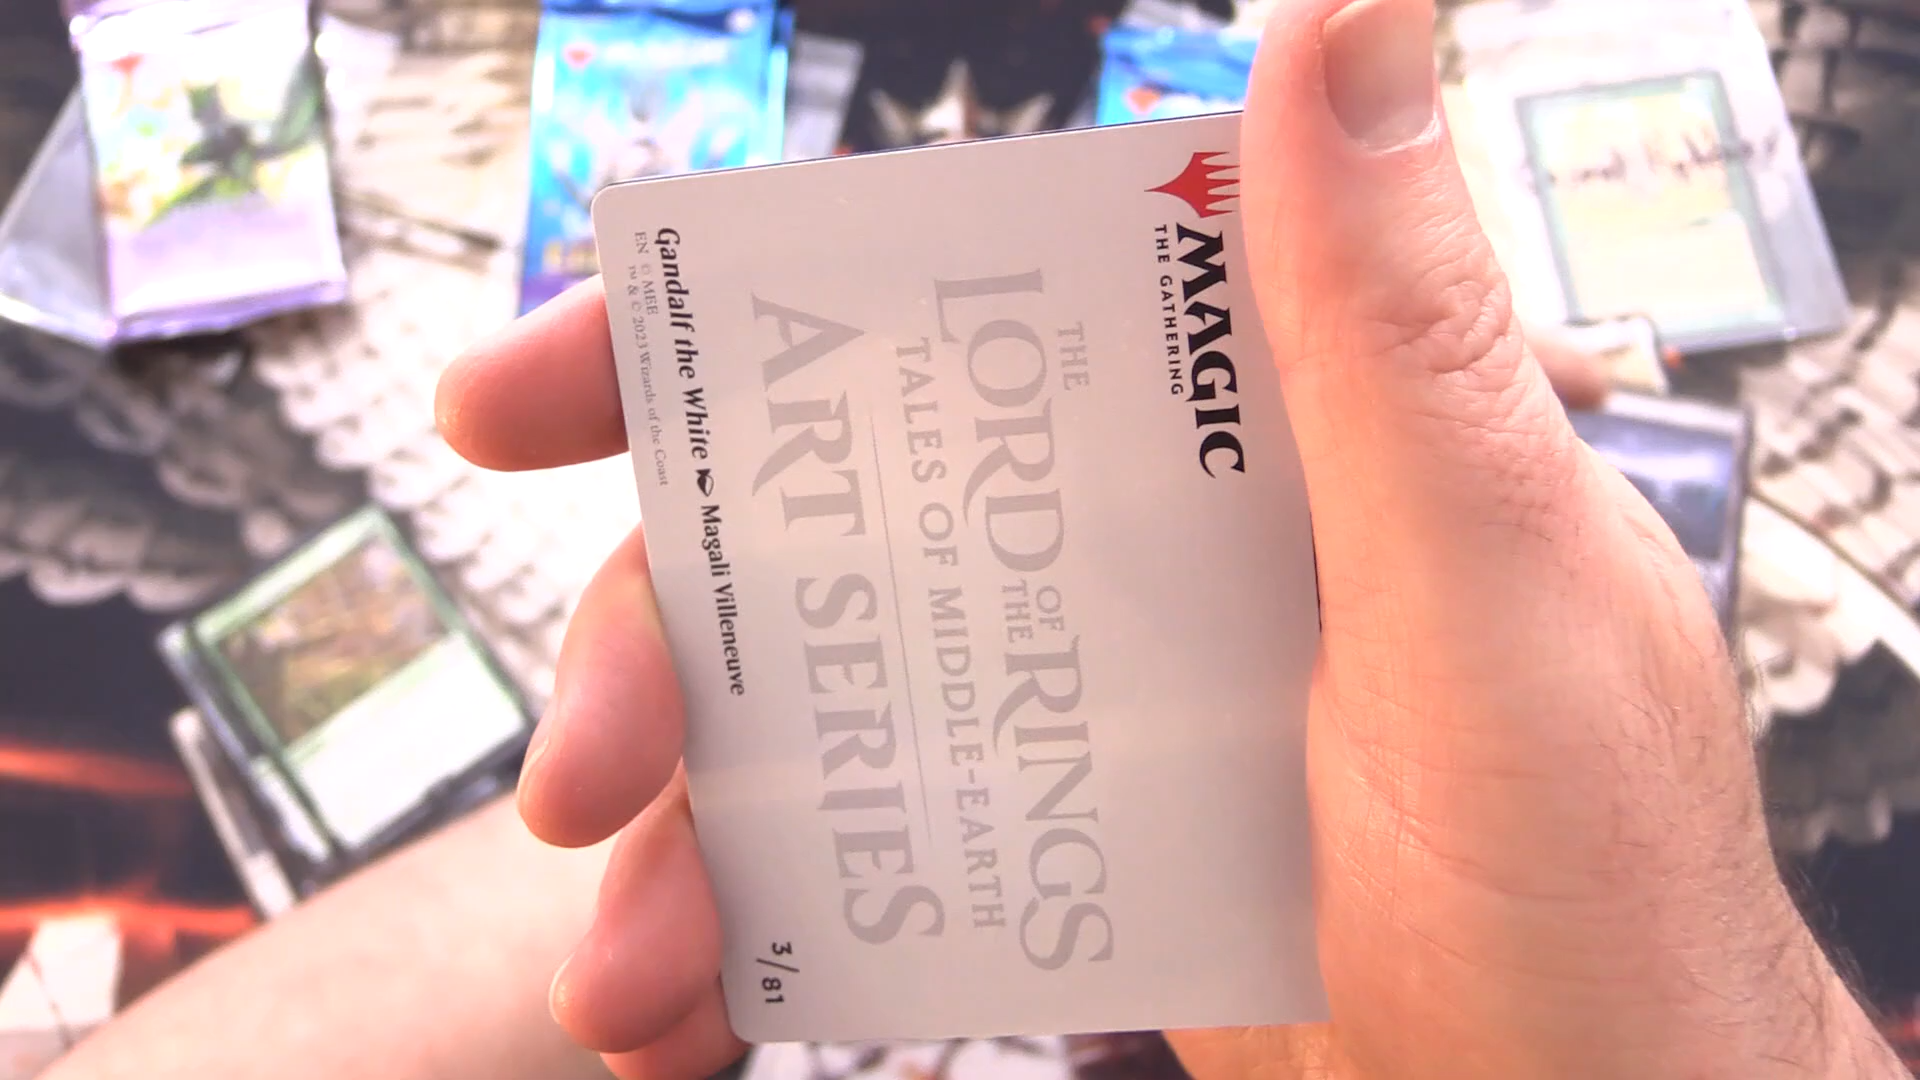 MAGIC
THE GATHERING
THE
LORD OF THE RINGS
TALES OF MIDDLE-EARTH
ART SERIES
Gandalf the White Magali Villeneuve
EN © MEE
™ & © 2023 Wizards of the Coast
3/81